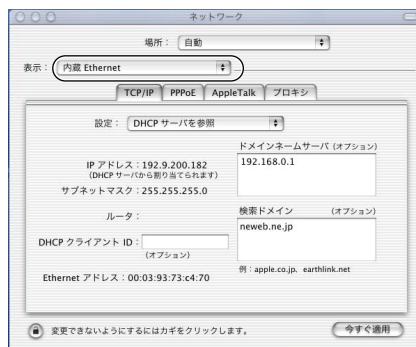 ネットワーク
場所： 自動
表示： 内蔵 Ethernet
TCP/IP PPPoE AppleTalk プロキシ
設定： DHCP サーバを参照
ドメインネームサーバ (オプション)
IP アドレス：192.9.200.182
192.168.0.1
(DHCP サーバから割り当てられます)
サブネットマスク：255.255.255.0
ルータ：
検索ドメイン (オプション)
neweb.ne.jp
DHCP クライアント ID：
(オプション)
例：apple.co.jp、earthlink.net
Ethernet アドレス：00:03:93:73:c4:70
変更できないようにするにはカギをクリックします。
今すぐ適用